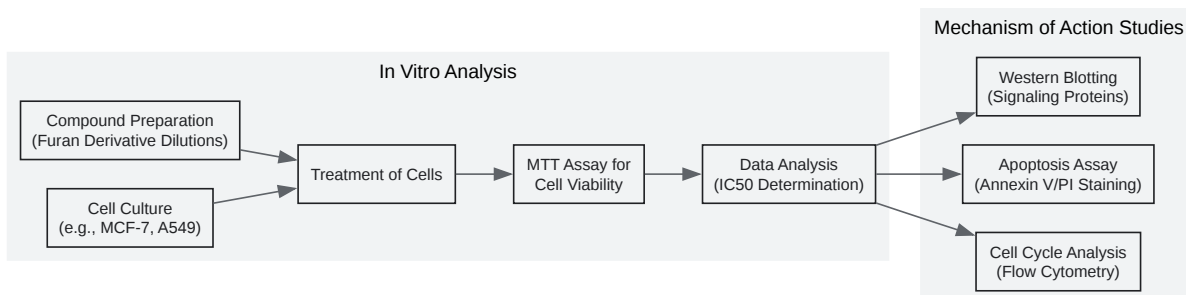 In Vitro Analysis
Compound Preparation
(Furan Derivative Dilutions)
Cell Culture
(e.g., MCF-7, A549)
Treatment of Cells
MTT Assay for
Cell Viability
Data Analysis
(IC50 Determination)
Mechanism of Action Studies
Western Blotting
(Signaling Proteins)
Apoptosis Assay
(Annexin V/PI Staining)
Cell Cycle Analysis
(Flow Cytometry)